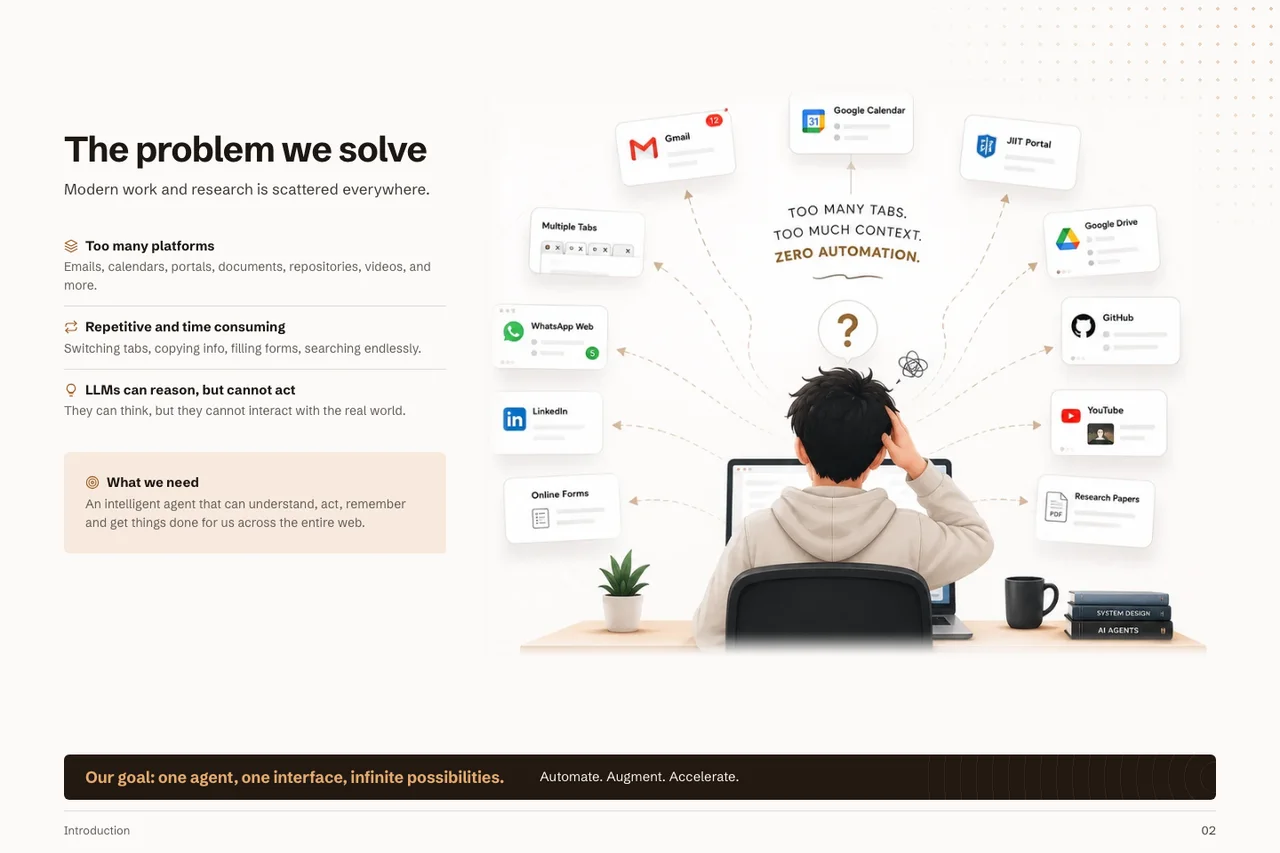 The problem we solve
Modern work and research is scattered everywhere.
Too many platforms
Emails, calendars, portals, documents, repositories, videos, and
more.
Repetitive and time consuming
Switching tabs, copying info, filling forms, searching endlessly.
LLMs can reason, but cannot act
They can think, but they cannot interact with the real world.
What we need
An intelligent agent that can understand, act, remember
and get things done for us across the entire web.
Gmail
12
31
Google Calendar
JIIT Portal
Multiple Tabs
TOO MANY TABS.
TOO MUCH CONTEXT.
ZERO AUTOMATION.
Google Drive
WhatsApp Web
5
?
GitHub
in
LinkedIn
YouTube
Online Forms
PDF
Research Papers
SYSTEM DESIGN
AI AGENTS
Our goal: one agent, one interface, infinite possibilities.
Automate. Augment. Accelerate.
Introduction
02